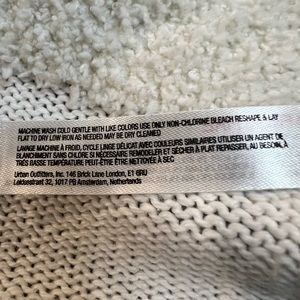 MACHINE WASH COLD GENTLE WITH LIKE COLORS USE ONLY NON-CHLORINE BLEACH RESHAPE & LAY
FLAT TO DRY LOW IRON AS NEEDED MAY BE DRY CLEANED
LAVAGE MACHINE À FROID, CYCLE LINGE DÉLICAT AVEC COULEURS SIMILAIRES UTILISER UN AGENT DE
BLANCHIMENT SANS CHLORE SI NÉCESSAIRE REMODELER ET SÉCHER À PLAT REPASSER, AU BESOIN, À
TRÈS BASSE TEMPÉRATURE PEUT-ÊTRE ÊTRE NETTOYÉE À SEC
Urban Outfitters, Inc. 146 Brick Lane London, E1 6RU
Leidsestraat 32, 1017 PB Amsterdam, Netherlands